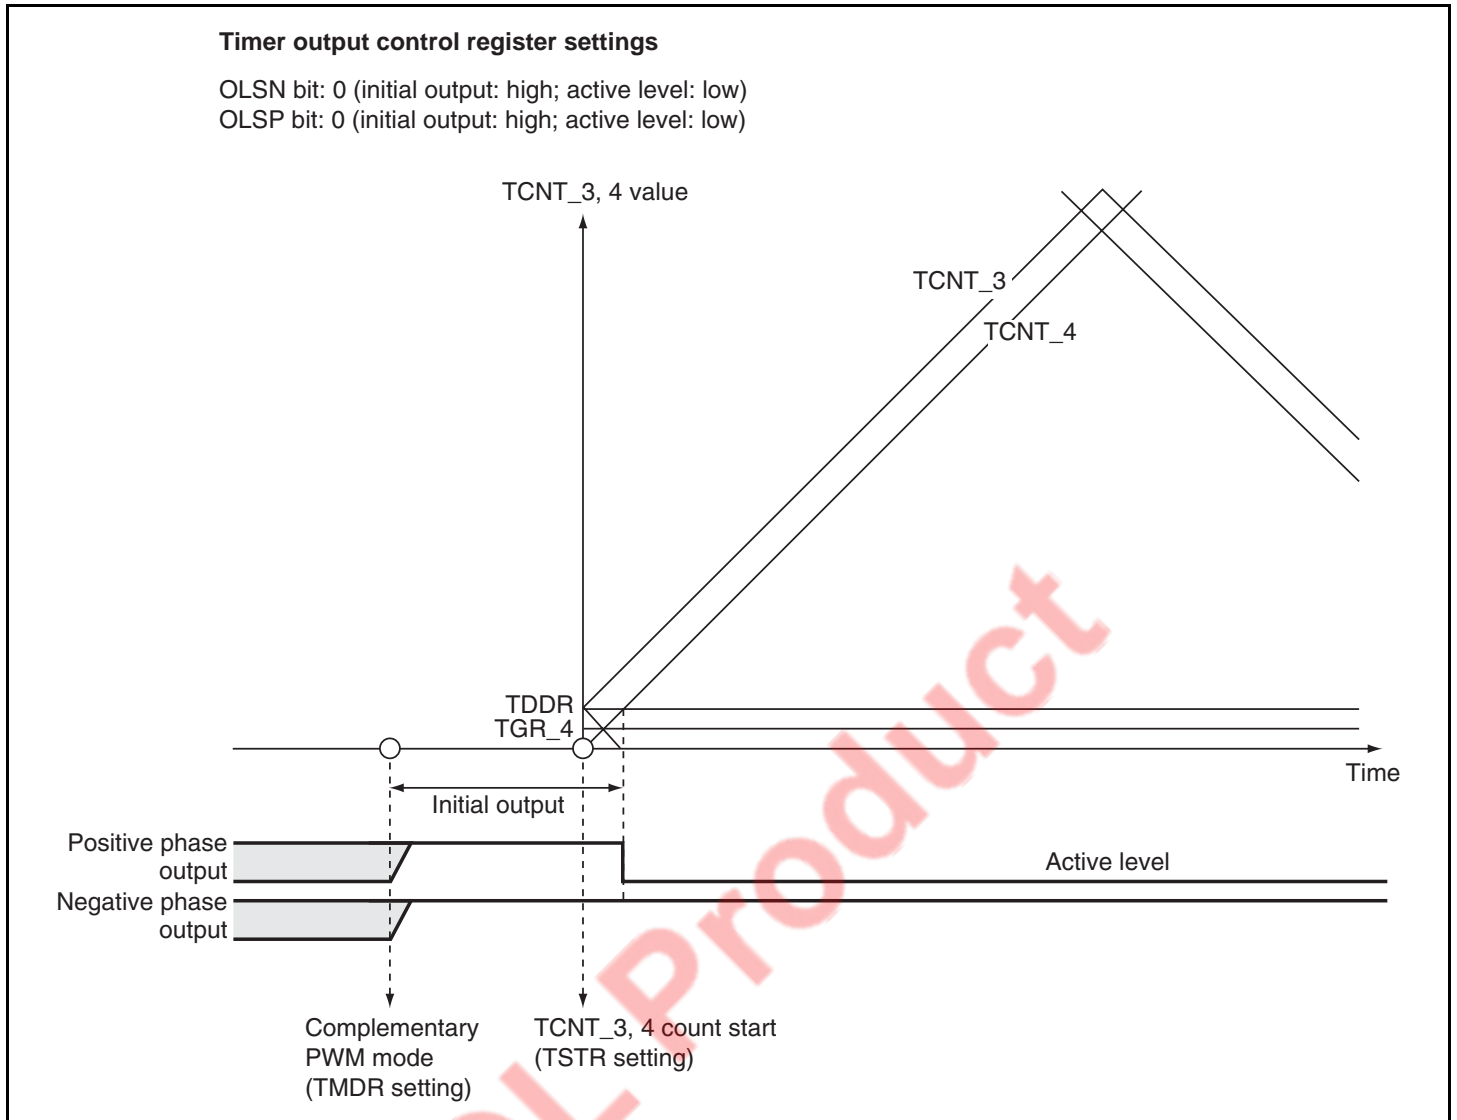 Timer output control register settings
OLSN bit: 0 (initial output: high; active level: low)
OLSP bit: 0 (initial output: high; active level: low)
TCNT_3, 4 value
TCNT_3
TCNT_4
TDDR
TGR_4
Time
Initial output
Positive phase
output
Active level
Negative phase
output
Complementary
PWM mode
(TMDR setting)
TCNT_3, 4 count start
(TSTR setting)
L Product